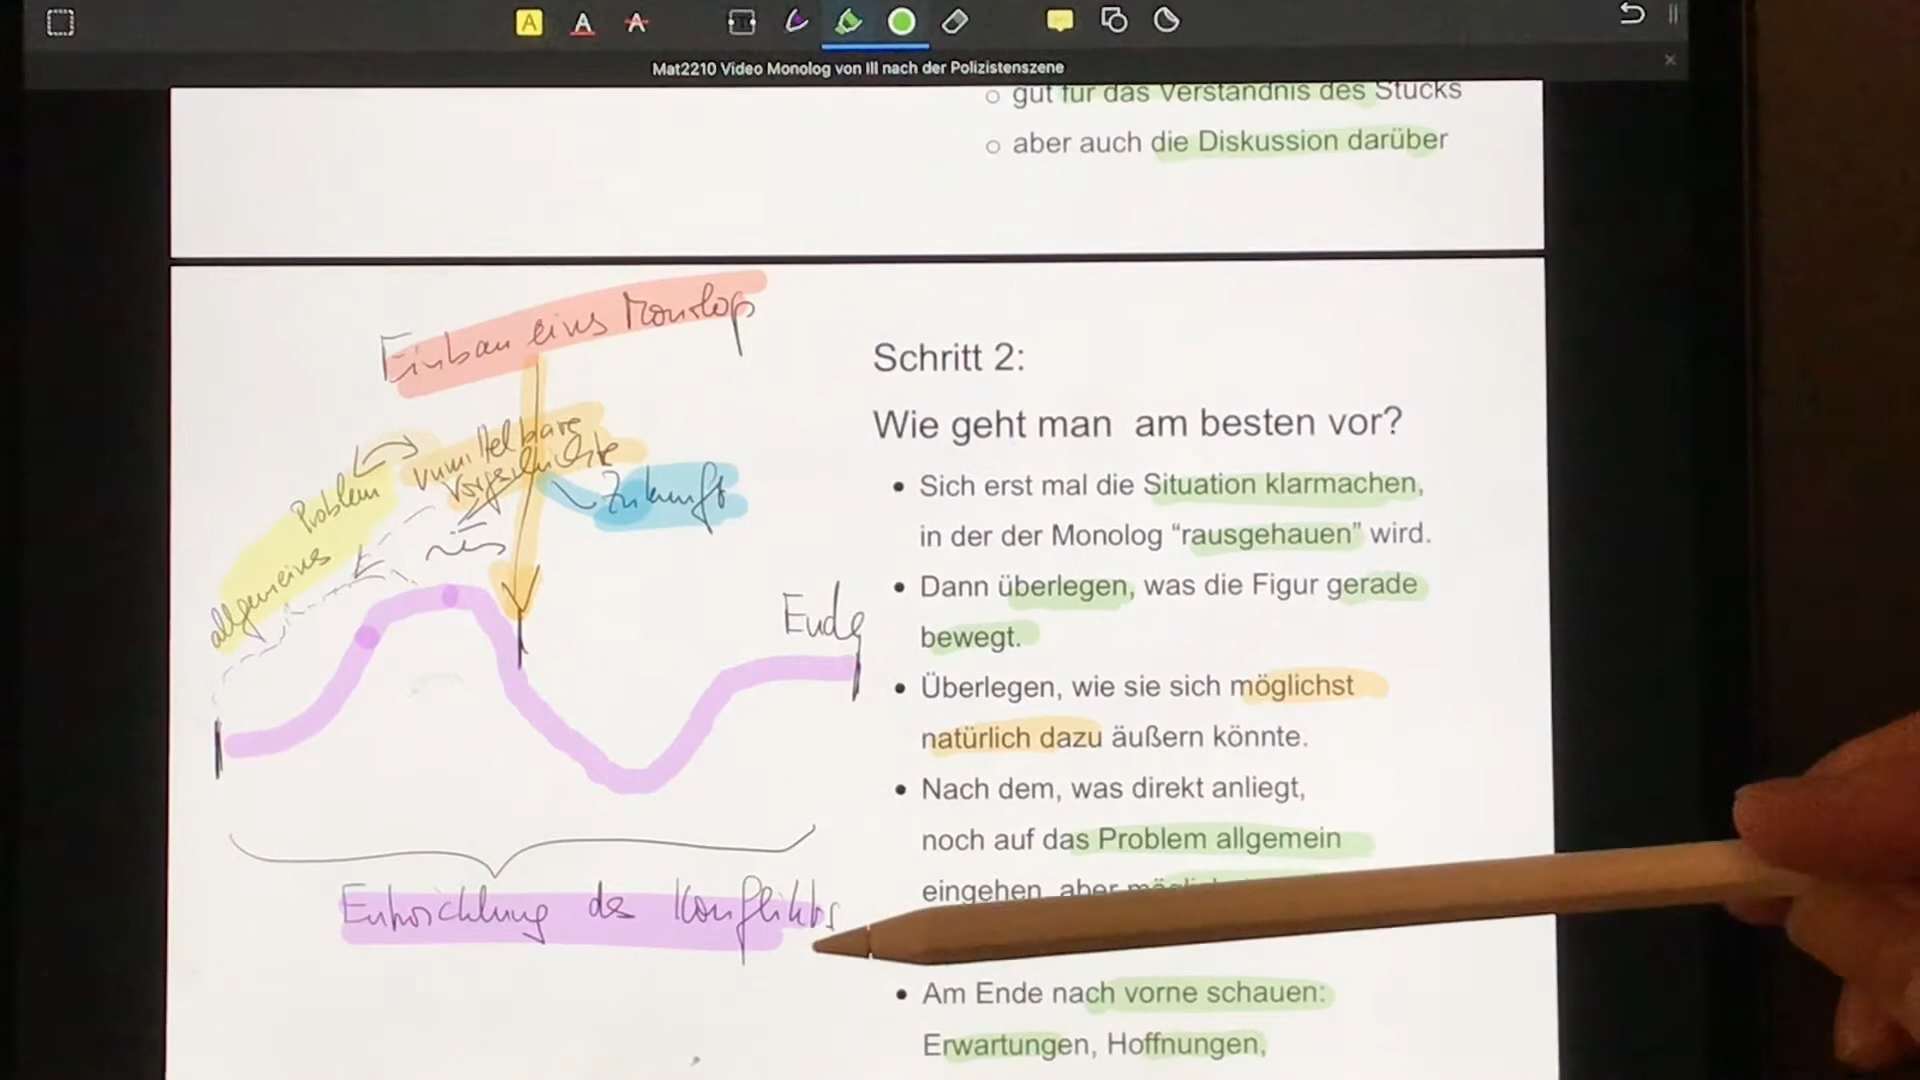 A A A
Mat2210 Video Monolog von Ill nach der Polizistenszene
gut für das Verständnis des Stücks
aber auch die Diskussion darüber
Einbau eines Monolog
unmittelbare
Vorgeschichte
Problem
allgemeines
Zukunft
Ende
Entwicklung des Konflikts
Schritt 2:
Wie geht man am besten vor?
Sich erst mal die Situation klarmachen,
in der der Monolog “rausgehauen” wird.
Dann überlegen, was die Figur gerade
bewegt.
Überlegen, wie sie sich möglichst
natürlich dazu äußern könnte.
Nach dem, was direkt anliegt,
noch auf das Problem allgemein
eingehen, aber
Am Ende nach vorne schauen:
Erwartungen, Hoffnungen,